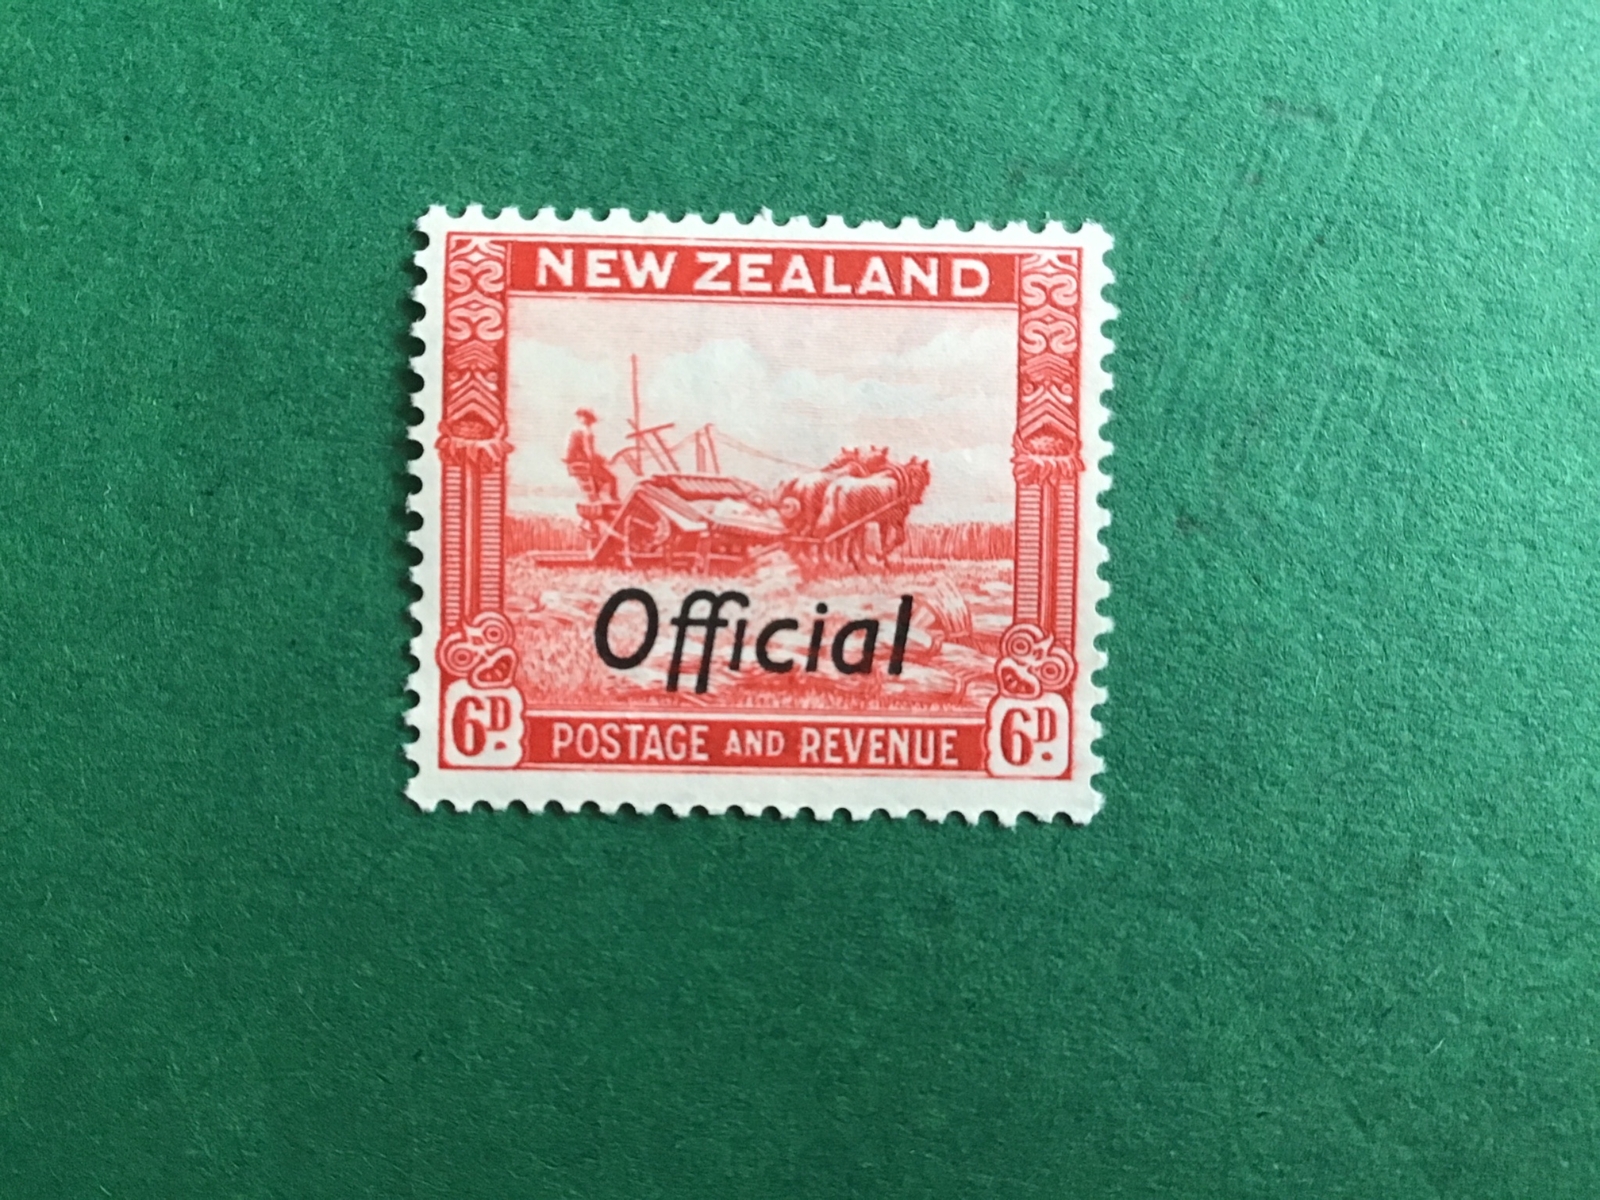 NEW ZEALAND
Official
6D. POSTAGE AND REVENUE 6D.